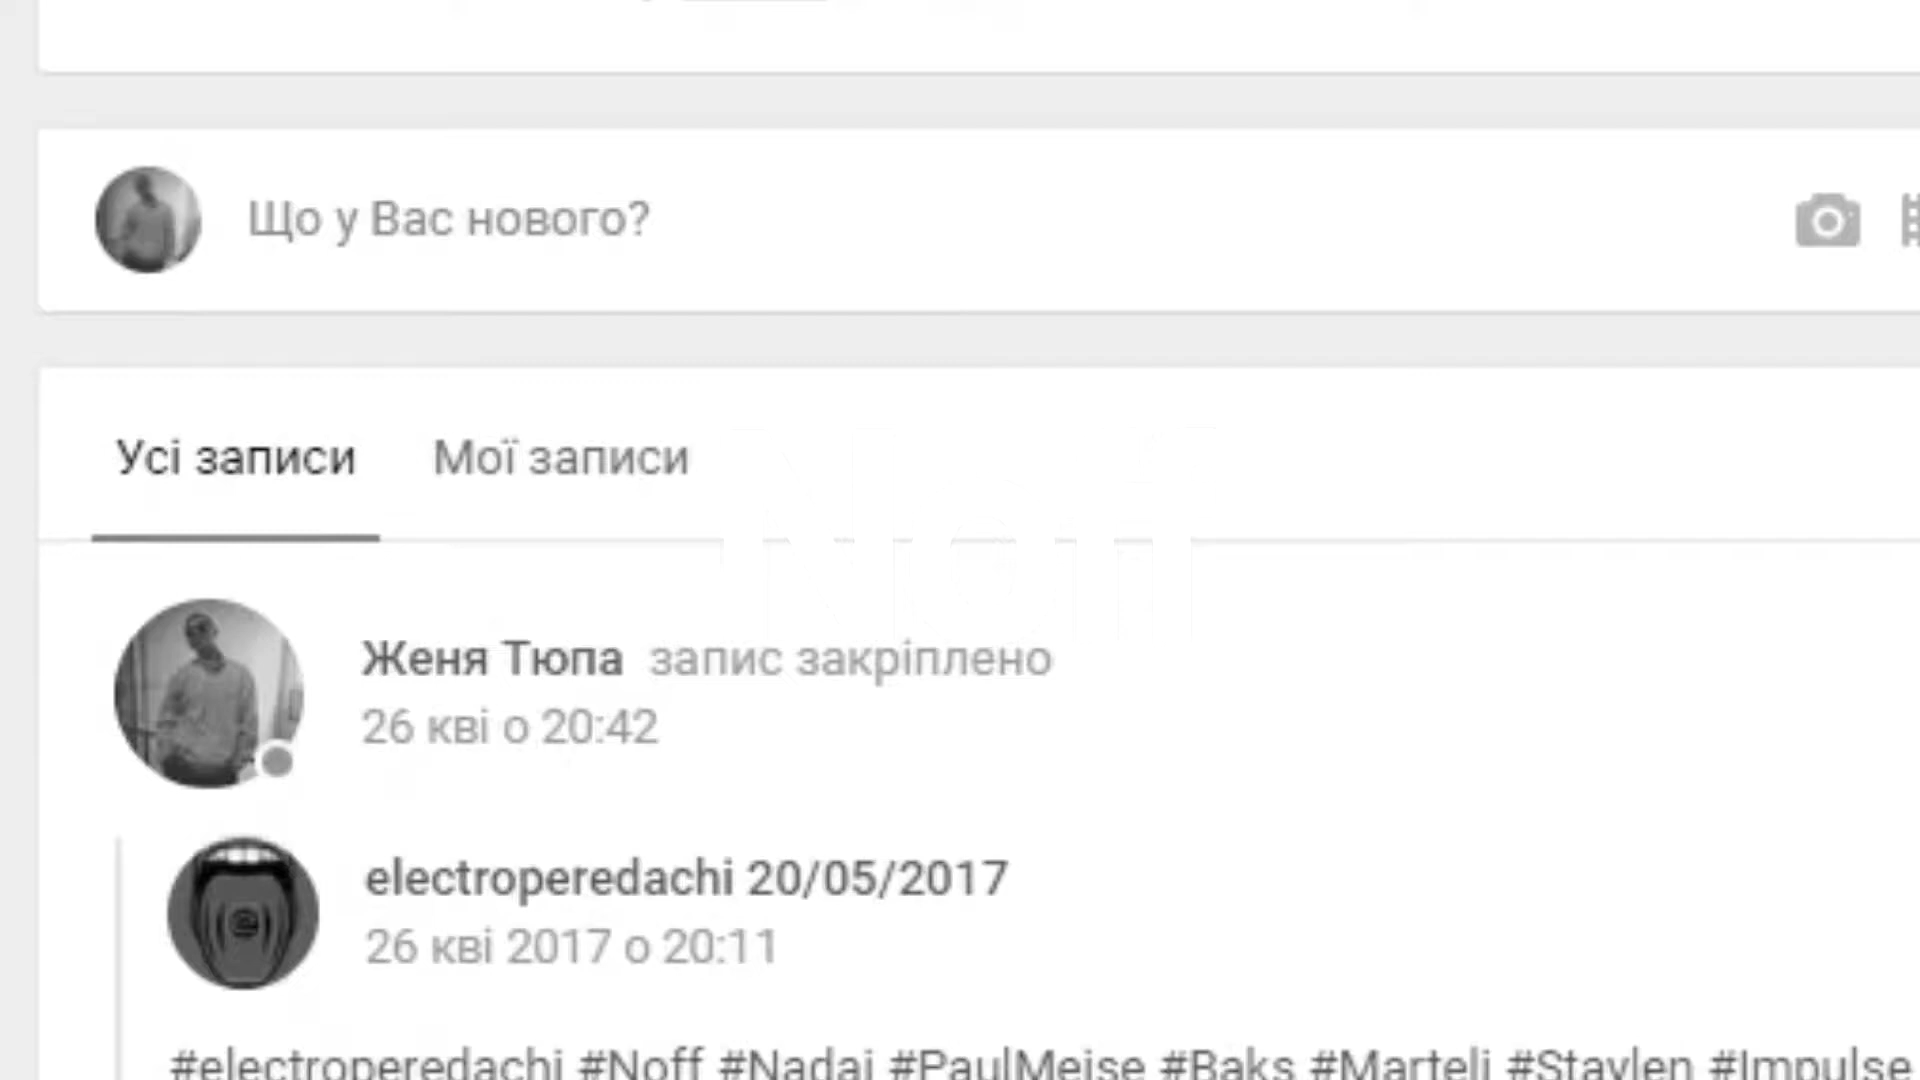 Що у Вас нового?
Усі записи Мої записи
Noff
Женя Тюпа запис закріплено
26 кві о 20:42
electroperedachi 20/05/2017
26 кві 2017 о 20:11
#electroperedachi #Noff #Nadai #PaulMeise #Baks #Marteli #Staylen #Impulse